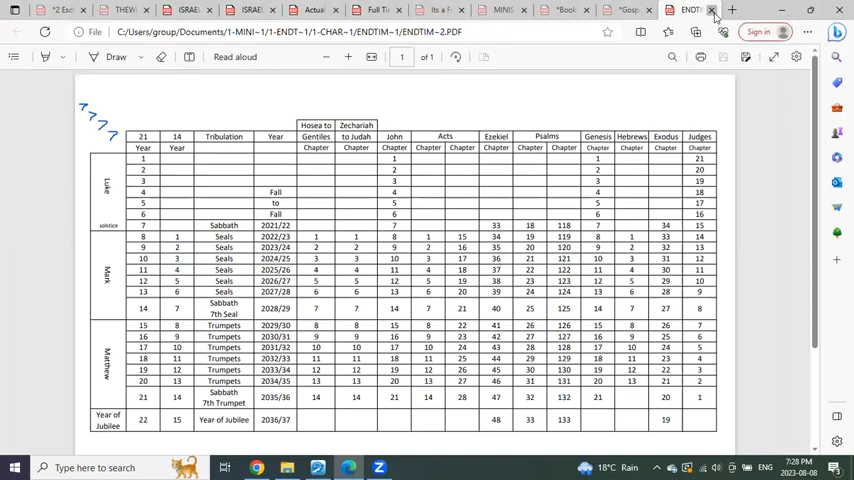 *2 Esd
THEWI
ISRAEL
ISRAEL
Actual
Full Tir
Its a Fr
MINIS
*Book
*Gosp
ENDTI
File
C:/Users/group/Documents/1-MINI~1/1-ENDT~1/1-CHAR~1/ENDTIM~1/ENDTIM~2.PDF
Sign in
Draw
1 of 1
Hosea to Zechariah
21 14 Tribulation Year Gentiles to Judah John Acts Ezekiel Psalms Genesis Hebrews Exodus Judges
Year Year Chapter Chapter Chapter Chapter Chapter Chapter Chapter Chapter Chapter Chapter Chapter Chapter
Luke
1 1 1 21
2 2 2 20
3 3 3 19
4 Fall 4 4 18
5 to 5 5 17
6 Fall 6 6 16
solstice 7 Sabbath 2021/22 7 33 18 118 7 34 15
Mark
8 1 Seals 2022/23 1 1 8 1 15 34 19 119 8 1 33 14
9 2 Seals 2023/24 2 2 9 2 16 35 20 120 9 2 32 13
10 3 Seals 2024/25 3 3 10 3 17 36 21 121 10 3 31 12
11 4 Seals 2025/26 4 4 11 4 18 37 22 122 11 4 30 11
12 5 Seals 2026/27 5 5 12 5 19 38 23 123 12 5 29 10
13 6 Seals 2027/28 6 6 13 6 20 39 24 124 13 6 28 9
14 7 Sabbath 7th Seal 2028/29 7 7 14 7 21 40 25 125 14 7 27 8
Matthew
15 8 Trumpets 2029/30 8 8 15 8 22 41 26 126 15 8 26 7
16 9 Trumpets 2030/31 9 9 16 9 23 42 27 127 16 9 25 6
17 10 Trumpets 2031/32 10 10 17 10 24 43 28 128 17 10 24 5
18 11 Trumpets 2032/33 11 11 18 11 25 44 29 129 18 11 23 4
19 12 Trumpets 2033/34 12 12 19 12 26 45 30 130 19 12 22 3
20 13 Trumpets 2034/35 13 13 20 13 27 46 31 131 20 13 21 2
21 14 Sabbath 7th Trumpet 2035/36 14 14 21 14 28 47 32 132 21 20 1
Year of Jubilee 22 15 Year of Jubilee 2036/37 48 33 133 19
Type here to search
18°C Rain
ENG
7:28 PM
2023-08-08